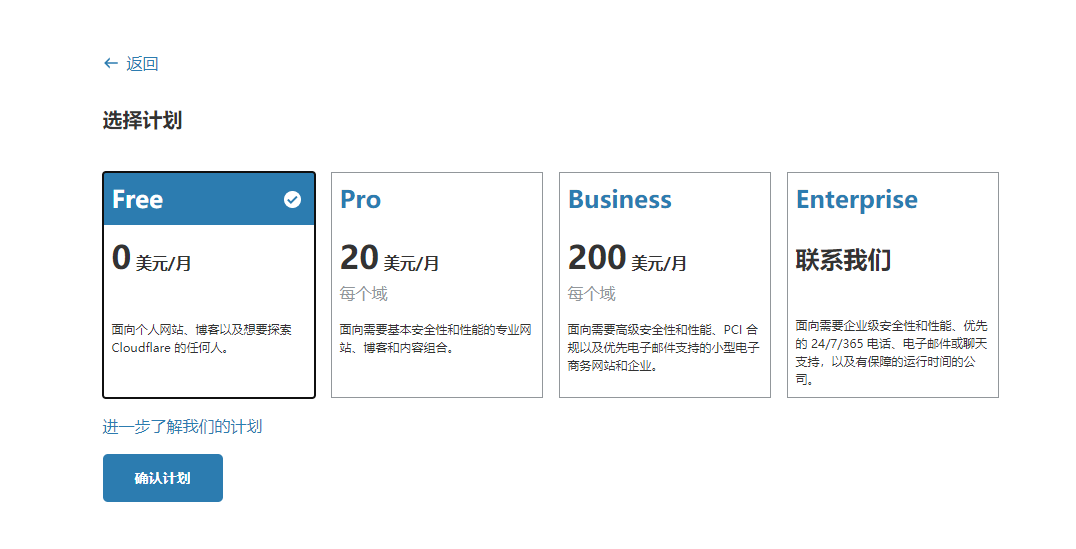 ← 返回
选择计划
Free
0 美元/月
面向个人网站、博客以及想要探索
Cloudflare 的任何人。
Pro
20 美元/月
每个域
面向需要基本安全性和性能的专业网
站、博客和内容组合。
Business
200 美元/月
每个域
面向需要高级安全性和性能、PCI 合
规以及优先电子邮件支持的小型电子
商务网站和企业。
Enterprise
联系我们
面向需要企业级安全性和性能、优先
的 24/7/365 电话、电子邮件或聊天
支持，以及有保障的运行时间的公
司。
进一步了解我们的计划
确认计划